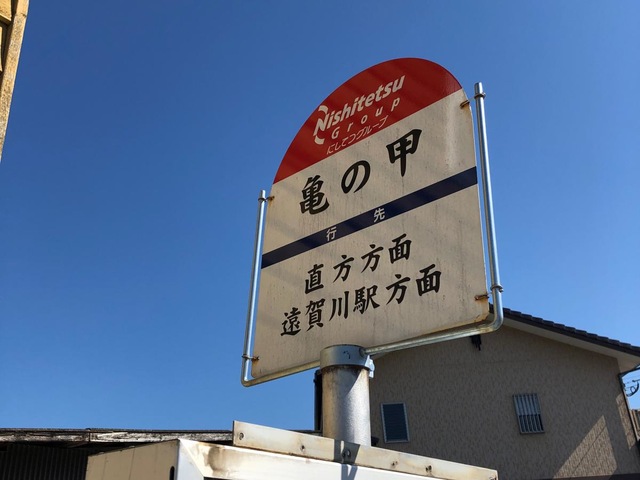 Nishitetsu
Group
にしてつグループ
亀の甲
行先
直方方面
遠賀川駅方面